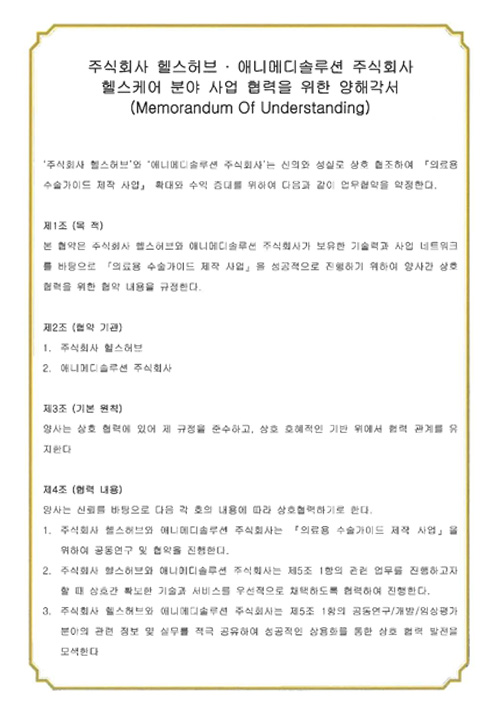 주식회사 헬스허브 · 애니메디솔루션 주식회사
헬스케어 분야 사업 협력을 위한 양해각서
(Memorandum Of Understanding)
'주식회사 헬스허브'와 '애니메디솔루션 주식회사'는 신의와 성실로 상호 협조하여 『의료용
수술가이드 제작 사업』 확대와 수익 증대를 위하여 다음과 같이 업무협약을 약정한다.
제1조 (목 적)
본 협약은 주식회사 헬스허브와 애니메디솔루션 주식회사가 보유한 기술력과 사업 네트워크
를 바탕으로 『의료용 수술가이드 제작 사업』을 성공적으로 진행하기 위하여 양사간 상호
협력을 위한 협약 내용을 규정한다.
제2조 (협약 기관)
1. 주식회사 헬스허브
2. 애니메디솔루션 주식회사
제3조 (기본 원칙)
양사는 상호 협력에 있어 제 규정을 준수하고, 상호 호혜적인 기반 위에서 협력 관계를 유
지한다
제4조 (협력 내용)
양사는 신뢰를 바탕으로 다음 각 호의 내용에 따라 상호협력하기로 한다.
1. 주식회사 헬스허브와 애니메디솔루션 주식회사는 『의료용 수술가이드 제작 사업』을
위하여 공동연구 및 협약을 진행한다.
2. 주식회사 헬스허브와 애니메디솔루션 주식회사는 제5조 1항의 관련 업무를 진행하고자
할 때 상호간 확보한 기술과 서비스를 우선적으로 채택하도록 협력하여 진행한다.
3. 주식회사 헬스허브와 애니메디솔루션 주식회사는 제5조 1항의 공동연구/개발/임상평가
분야의 관련 정보 및 실무를 적극 공유하여 성공적인 상용화를 통한 상호 협력 발전을
모색한다